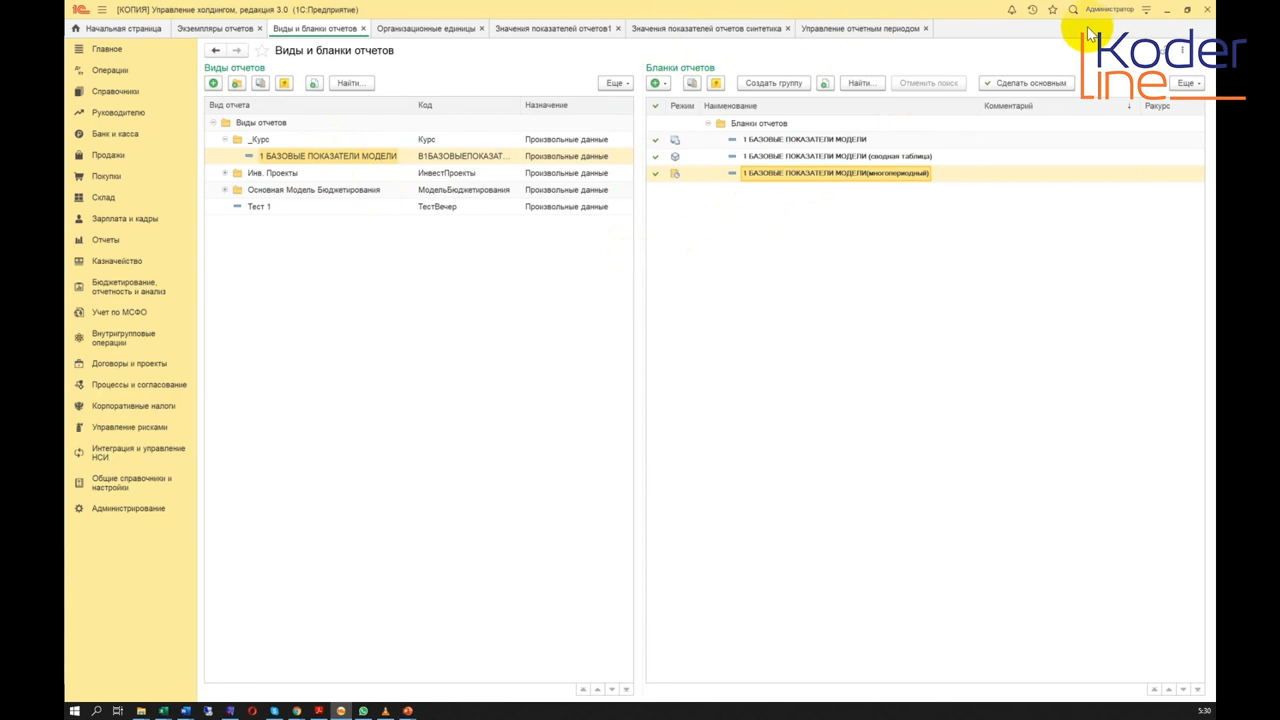 [КОПИЯ] Управление холдингом, редакция 3.0 (1С:Предприятие)
Администратор
Начальная страница
Экземпляры отчетов ×
Виды и бланки отчетов ×
Организационные единицы ×
Значения показателей отчетов1 ×
Значения показателей отчетов синтетика ×
Управление отчетным периодом ×
Koder
Line
Главное
Операции
Справочники
Руководителю
Банк и касса
Продажи
Покупки
Склад
Зарплата и кадры
Отчеты
Казначейство
Бюджетирование,
отчетность и анализ
Учет по МСФО
Внутригрупповые
операции
Договоры и проекты
Процессы и согласование
Корпоративные налоги
Управление рисками
Интеграция и управление
НСИ
Общие справочники и
настройки
Администрирование
Виды и бланки отчетов
Виды отчетов
Найти...
Еще
Вид отчета Код Назначение
Виды отчетов
_Курс Курс Произвольные данные
1 БАЗОВЫЕ ПОКАЗАТЕЛИ МОДЕЛИ В1БАЗОВЫЕПОКАЗАТ... Произвольные данные
Инв. Проекты ИнвестПроекты Произвольные данные
Основная Модель Бюджетирования МодельБюджетирования Произвольные данные
Тест 1 ТестВечер Произвольные данные
Бланки отчетов
Создать группу
Найти...
Отменить поиск
Сделать основным
Еще
Режим Наименование Комментарий Ракурс
Бланки отчетов
1 БАЗОВЫЕ ПОКАЗАТЕЛИ МОДЕЛИ
1 БАЗОВЫЕ ПОКАЗАТЕЛИ МОДЕЛИ (сводная таблица)
1 БАЗОВЫЕ ПОКАЗАТЕЛИ МОДЕЛИ(многопериодный)
5:30